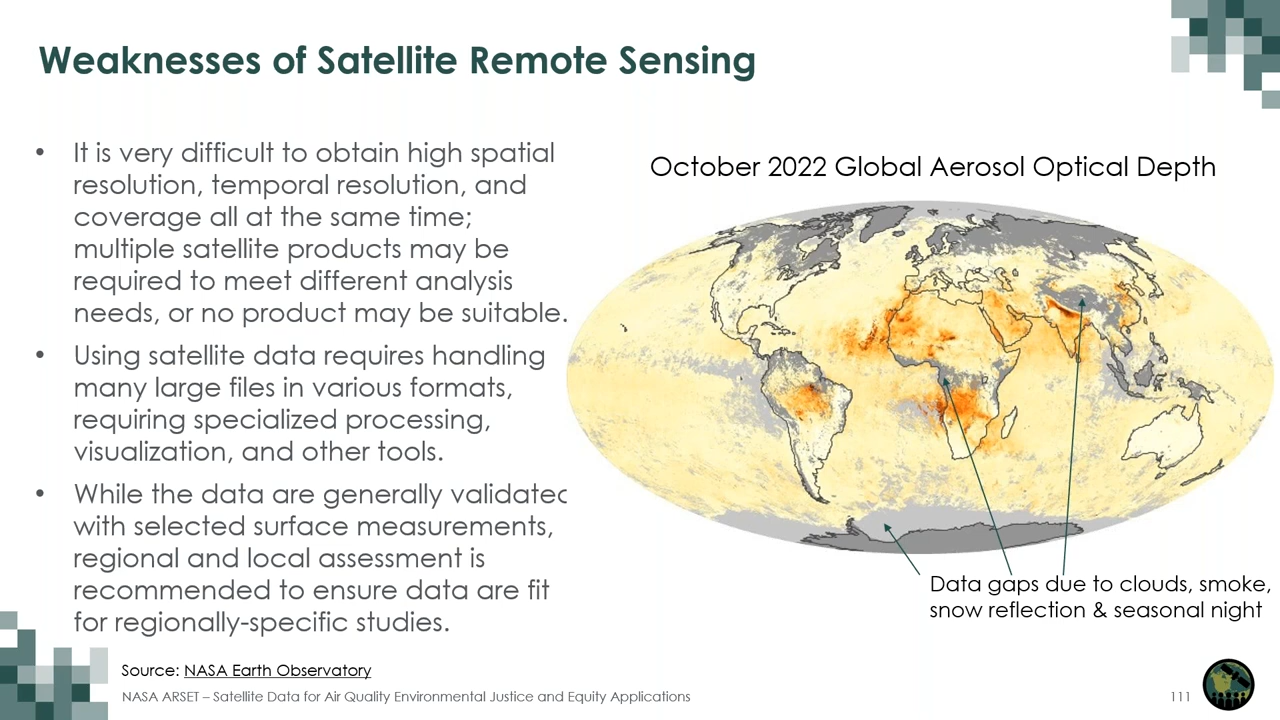 Weaknesses of Satellite Remote Sensing
• It is very difficult to obtain high spatial
resolution, temporal resolution, and
coverage all at the same time;
multiple satellite products may be
required to meet different analysis
needs, or no product may be suitable.
• Using satellite data requires handling
many large files in various formats,
requiring specialized processing,
visualization, and other tools.
• While the data are generally validated
with selected surface measurements,
regional and local assessment is
recommended to ensure data are fit
for regionally-specific studies.
October 2022 Global Aerosol Optical Depth
Data gaps due to clouds, smoke,
snow reflection & seasonal night
Source: NASA Earth Observatory
NASA ARSET – Satellite Data for Air Quality Environmental Justice and Equity Applications
111